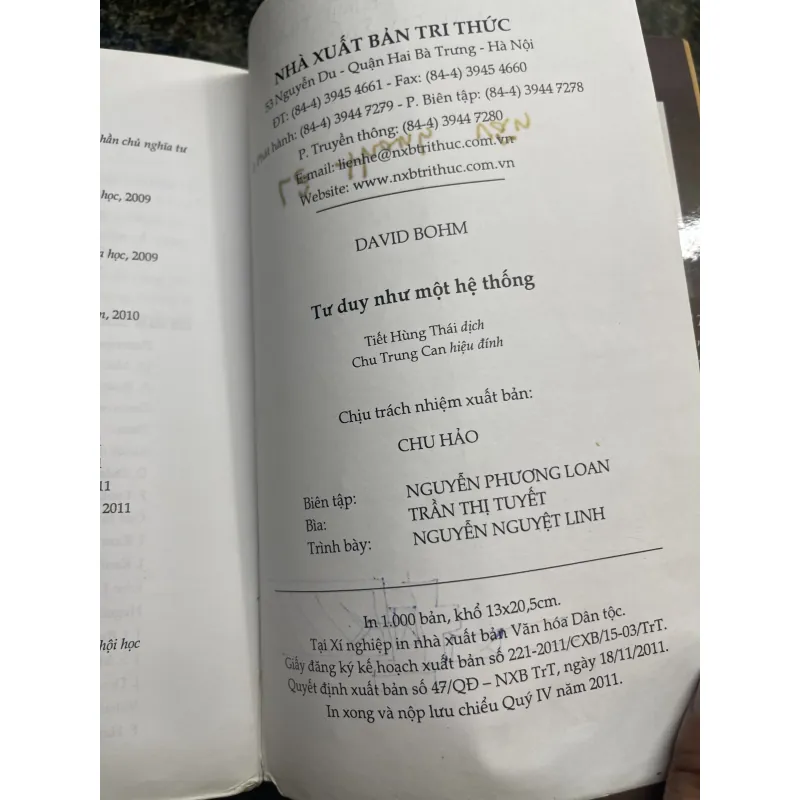 hần chủ nghĩa tư
học, 2009
a học, 2009
n, 2010
11
2011
hội học
NHÀ XUẤT BẢN TRI THỨC
53 Nguyễn Du - Quận Hai Bà Trưng - Hà Nội
ĐT: (84-4) 3945 4661 - Fax: (84-4) 3945 4660
Phát hành: (84-4) 3944 7279 - P. Biên tập: (84-4) 3944 7278
P. Truyền thông: (84-4) 3944 7280
E-mail: lienhe@nxbtrithuc.com.vn
Website: www.nxbtrithuc.com.vn
DAVID BOHM
Tư duy như một hệ thống
Tiết Hùng Thái dịch
Chu Trung Can hiệu đính
Chịu trách nhiệm xuất bản:
CHU HẢO
Biên tập: NGUYỄN PHƯƠNG LOAN
Bìa: TRẦN THỊ TUYẾT
Trình bày: NGUYỄN NGUYỆT LINH
In 1.000 bản, khổ 13x20,5cm.
Tại Xí nghiệp in nhà xuất bản Văn hóa Dân tộc.
Giấy đăng ký kế hoạch xuất bản số 221-2011/CXB/15-03/TrT.
Quyết định xuất bản số 47/QĐ – NXB TrT, ngày 18/11/2011.
In xong và nộp lưu chiểu Quý IV năm 2011.